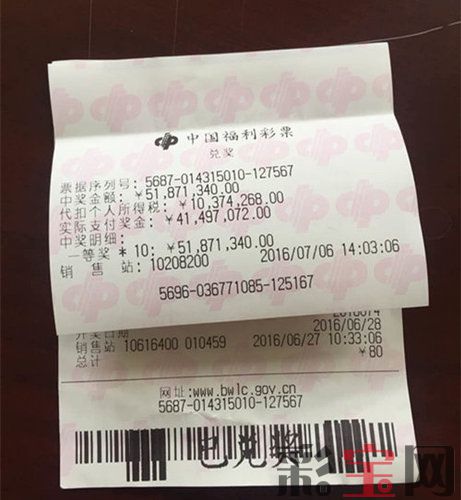 中国福利彩票
兑奖
票据序列号: 5687-014315010-127567
中奖金额: ¥51,871,340.00
代扣个人所得税: ¥10,374,268.00
实际支付奖金: ¥41,497,072.00
中奖明细:
一等奖 * 10: ¥51,871,340.00
销 售 站: 10208200 2016/07/06 14:03:06
5696-036771085-125167
开奖日期 2016/06/28
销售站 10616400 010459 2016/06/27 10:33:06
总计 ¥80
网址:www.bwlc.gov.cn
5687-014315010-127567
已兑奖
彩宝网